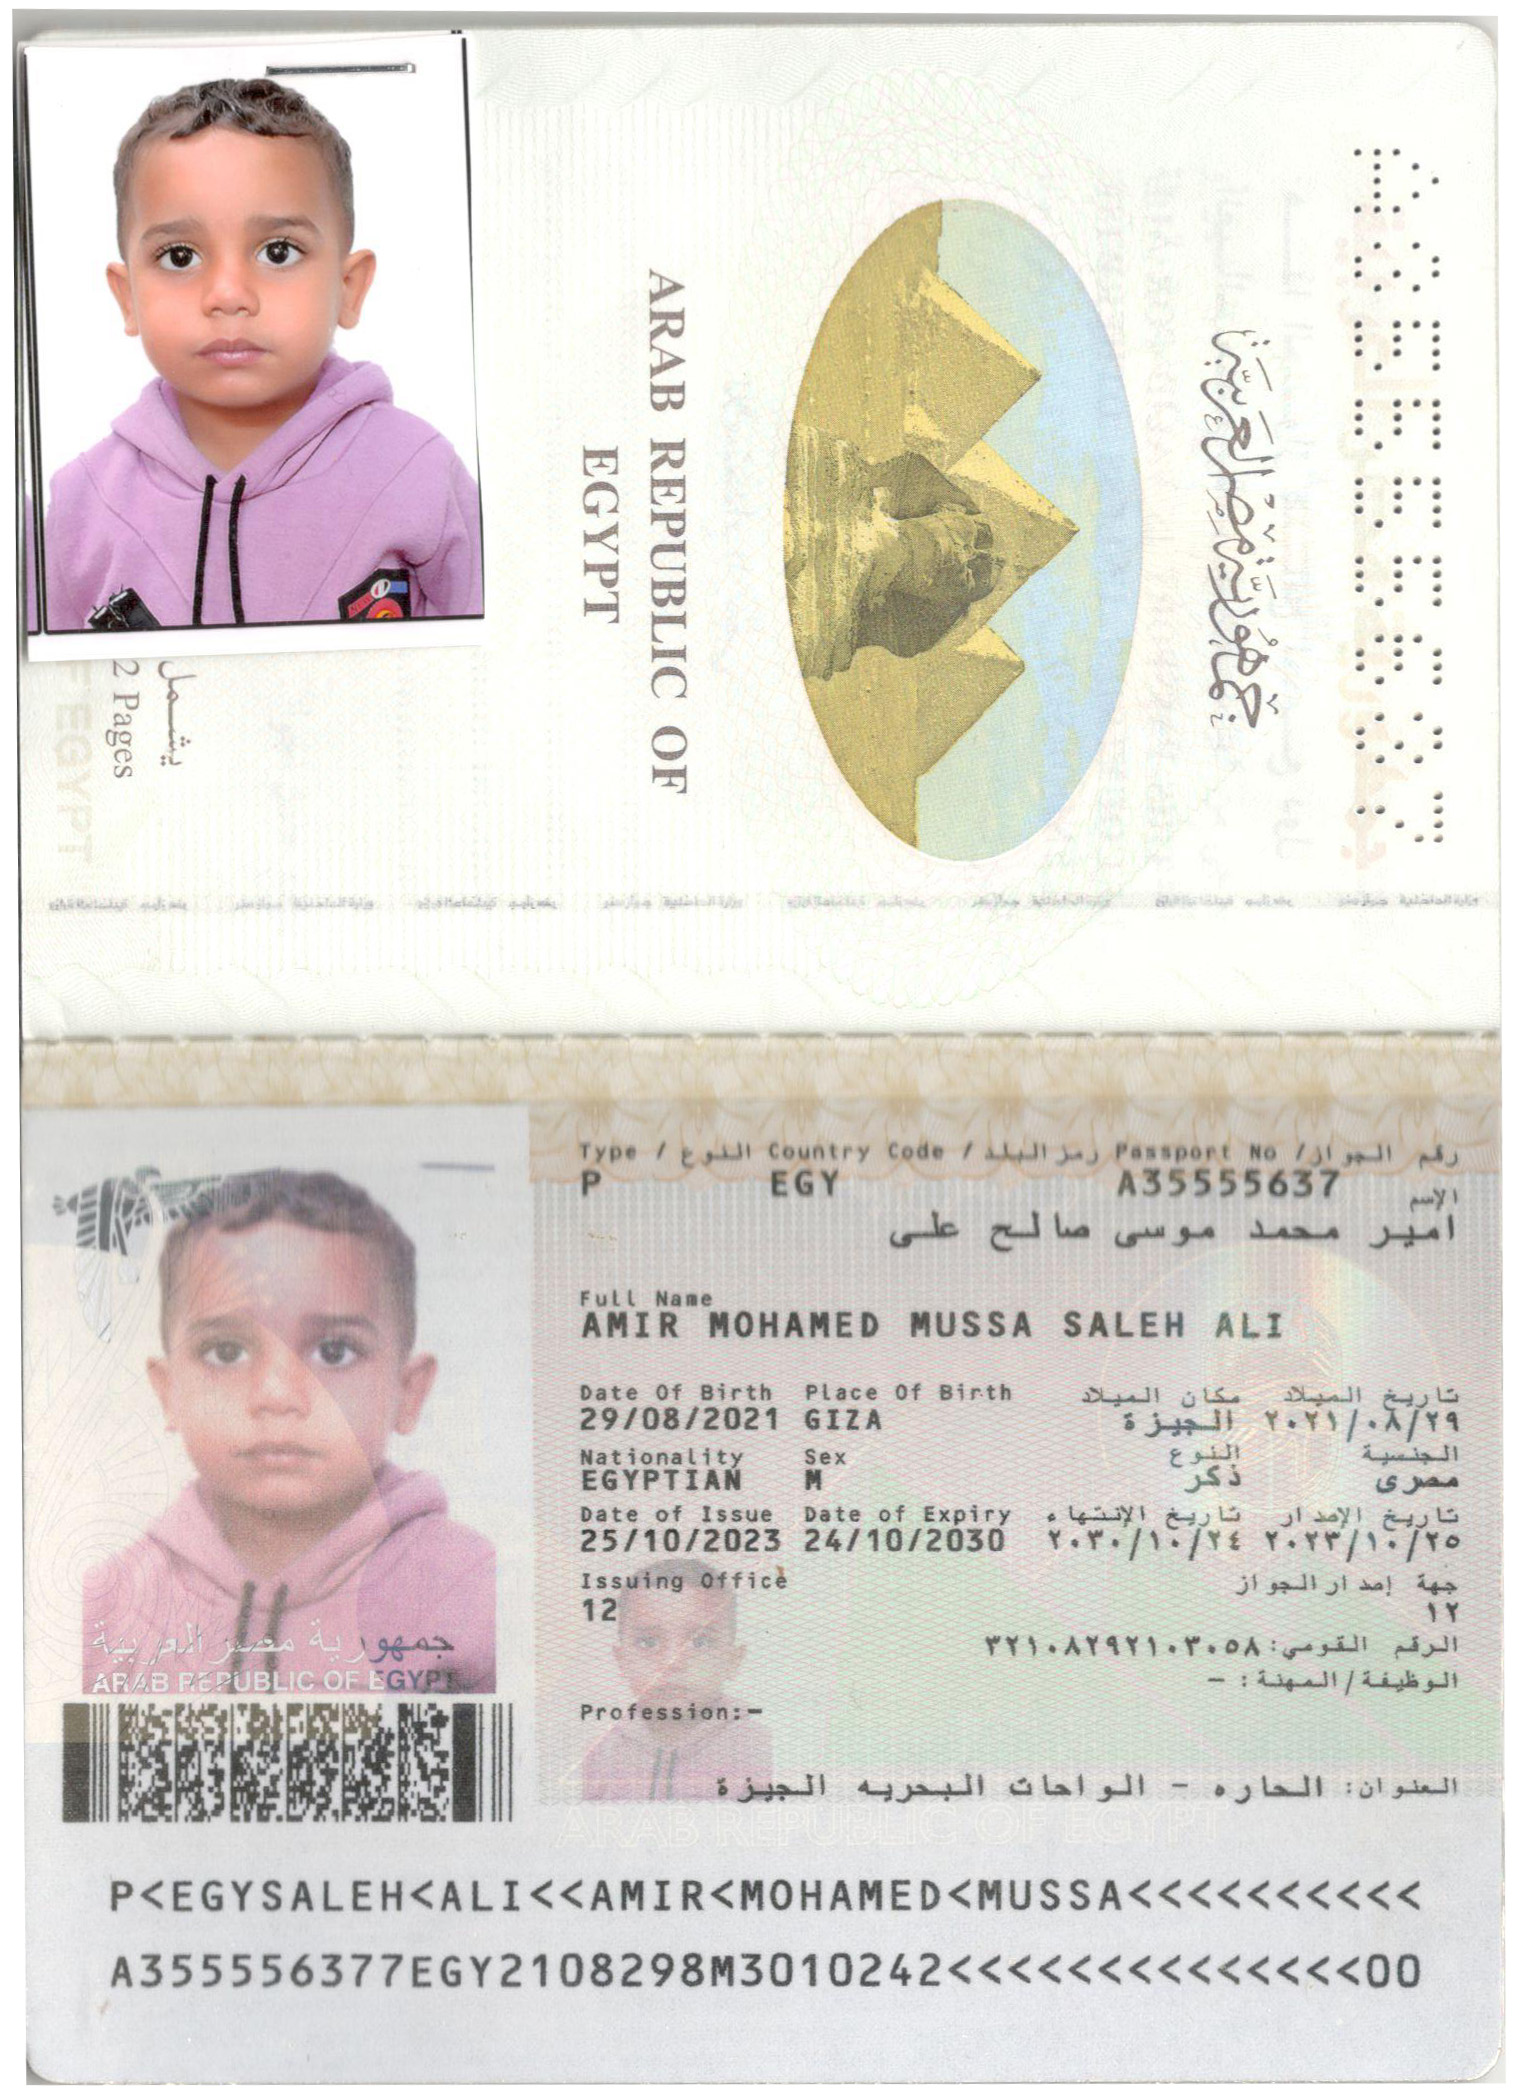 جمهورية مصر العربية
ARAB REPUBLIC OF
EGYPT
يشمل
2 Pages
Type / النوع Country Code / رمز البلد Passport No / رقم الجواز
P EGY A35555637
الإسم
امير محمد موسى صالح على
Full Name
AMIR MOHAMED MUSSA SALEH ALI
Date Of Birth Place Of Birth مكان الميلاد تاريخ الميلاد
29/08/2021 GIZA الجيزة ٢٠٢١/٠٨/٢٩
Nationality Sex النوع الجنسية
EGYPTIAN M ذكر مصرى
Date of Issue Date of Expiry تاريخ الإنتهاء تاريخ الإصدار
25/10/2023 24/10/2030 ٢٠٣٠/١٠/٢٤ ٢٠٢٣/١٠/٢٥
Issuing Office جهة إصدار الجواز
12 ١٢
الرقم القومي: ٣٢١٠٨٢٩٢١٠٣٠٥٨
الوظيفة/المهنة: -
Profession:-
العنوان: الحاره - الواحات البحريه الجيزة
جمهورية مصر العربية
ARAB REPUBLIC OF EGYPT
ARAB REPUBLIC OF EGYPT
P<EGYSALEH<ALI<<AMIR<MOHAMED<MUSSA<<<<<<<<<<
A355556377EGY2108298M3010242<<<<<<<<<<<<<<00